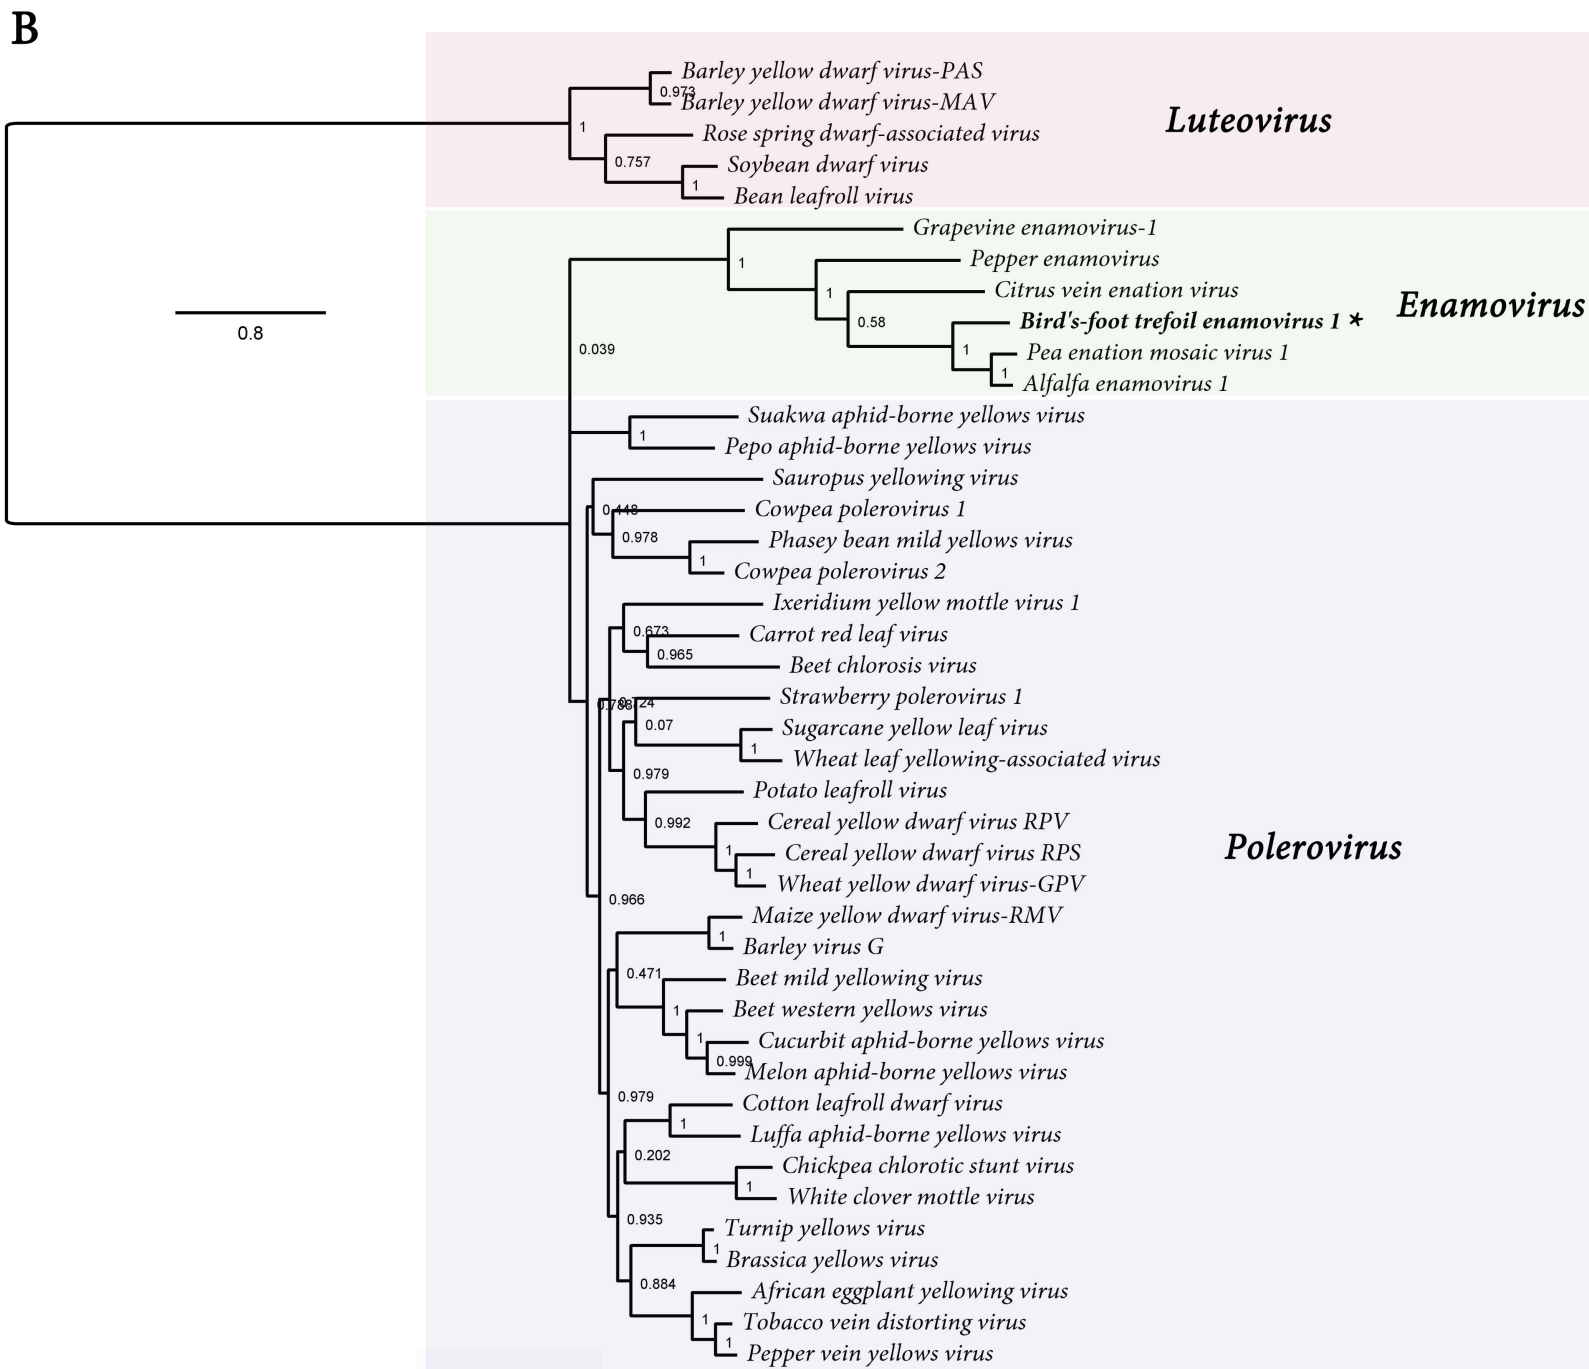 B
Barley yellow dwarf virus-PAS
0.973
Barley yellow dwarf virus-MAV
Luteovirus
1
Rose spring dwarf-associated virus
0.757
Soybean dwarf virus
1
Bean leafroll virus
Grapevine enamovirus-1
1
Pepper enamovirus
1
Citrus vein enation virus
Enamovirus
0.58
Bird's-foot trefoil enamovirus 1 *
0.8
0.039
1
Pea enation mosaic virus 1
1
Alfalfa enamovirus 1
Suakwa aphid-borne yellows virus
1
Pepo aphid-borne yellows virus
Sauropus yellowing virus
0.448
Cowpea polerovirus 1
0.978
Phasey bean mild yellows virus
1
Cowpea polerovirus 2
Ixeridium yellow mottle virus 1
0.673
Carrot red leaf virus
0.965
Beet chlorosis virus
Strawberry polerovirus 1
0.07
Sugarcane yellow leaf virus
1
Wheat leaf yellowing-associated virus
0.979
Potato leafroll virus
0.992
Cereal yellow dwarf virus RPV
1
Cereal yellow dwarf virus RPS
Polerovirus
1
Wheat yellow dwarf virus-GPV
0.966
Maize yellow dwarf virus-RMV
1
Barley virus G
0.471
Beet mild yellowing virus
1
Beet western yellows virus
1
Cucurbit aphid-borne yellows virus
0.999
Melon aphid-borne yellows virus
0.979
Cotton leafroll dwarf virus
1
Luffa aphid-borne yellows virus
0.202
Chickpea chlorotic stunt virus
1
White clover mottle virus
0.935
Turnip yellows virus
1
Brassica yellows virus
0.884
African eggplant yellowing virus
1
Tobacco vein distorting virus
1
Pepper vein yellows virus